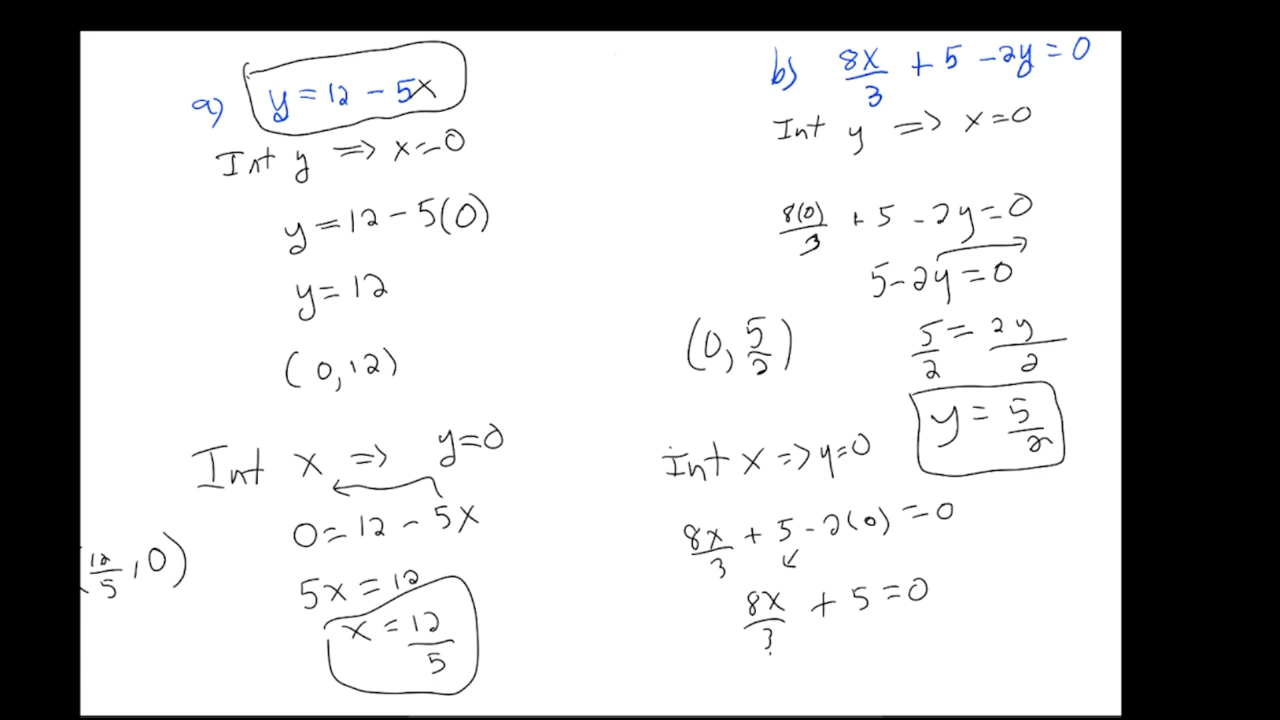 a) y = 12 - 5x
Int y => x=0
y = 12 - 5(0)
y = 12
(0,12)
Int x => y=0
0 = 12 - 5x
5x = 12
x = 12/5
(12/5, 0)
b) 8x/3 + 5 - 2y = 0
Int y => x=0
8(0)/3 + 5 - 2y = 0
5 - 2y = 0
5/2 = 2y/2
y = 5/2
(0, 5/2)
Int x => y=0
8x/3 + 5 - 2(0) = 0
8x/3 + 5 = 0